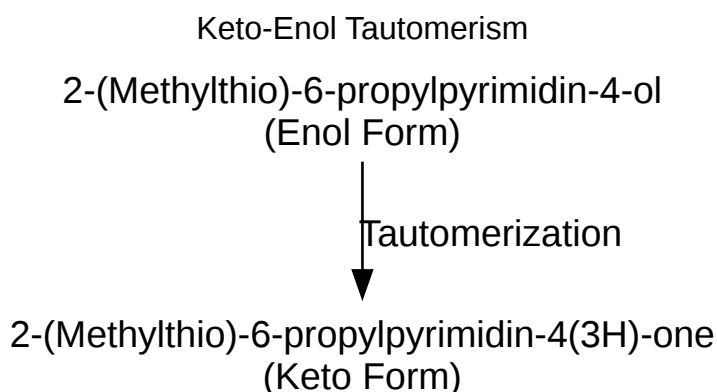 Keto-Enol Tautomerism
2-(Methylthio)-6-propylpyrimidin-4-ol
(Enol Form)
Tautomerization
2-(Methylthio)-6-propylpyrimidin-4(3H)-one
(Keto Form)